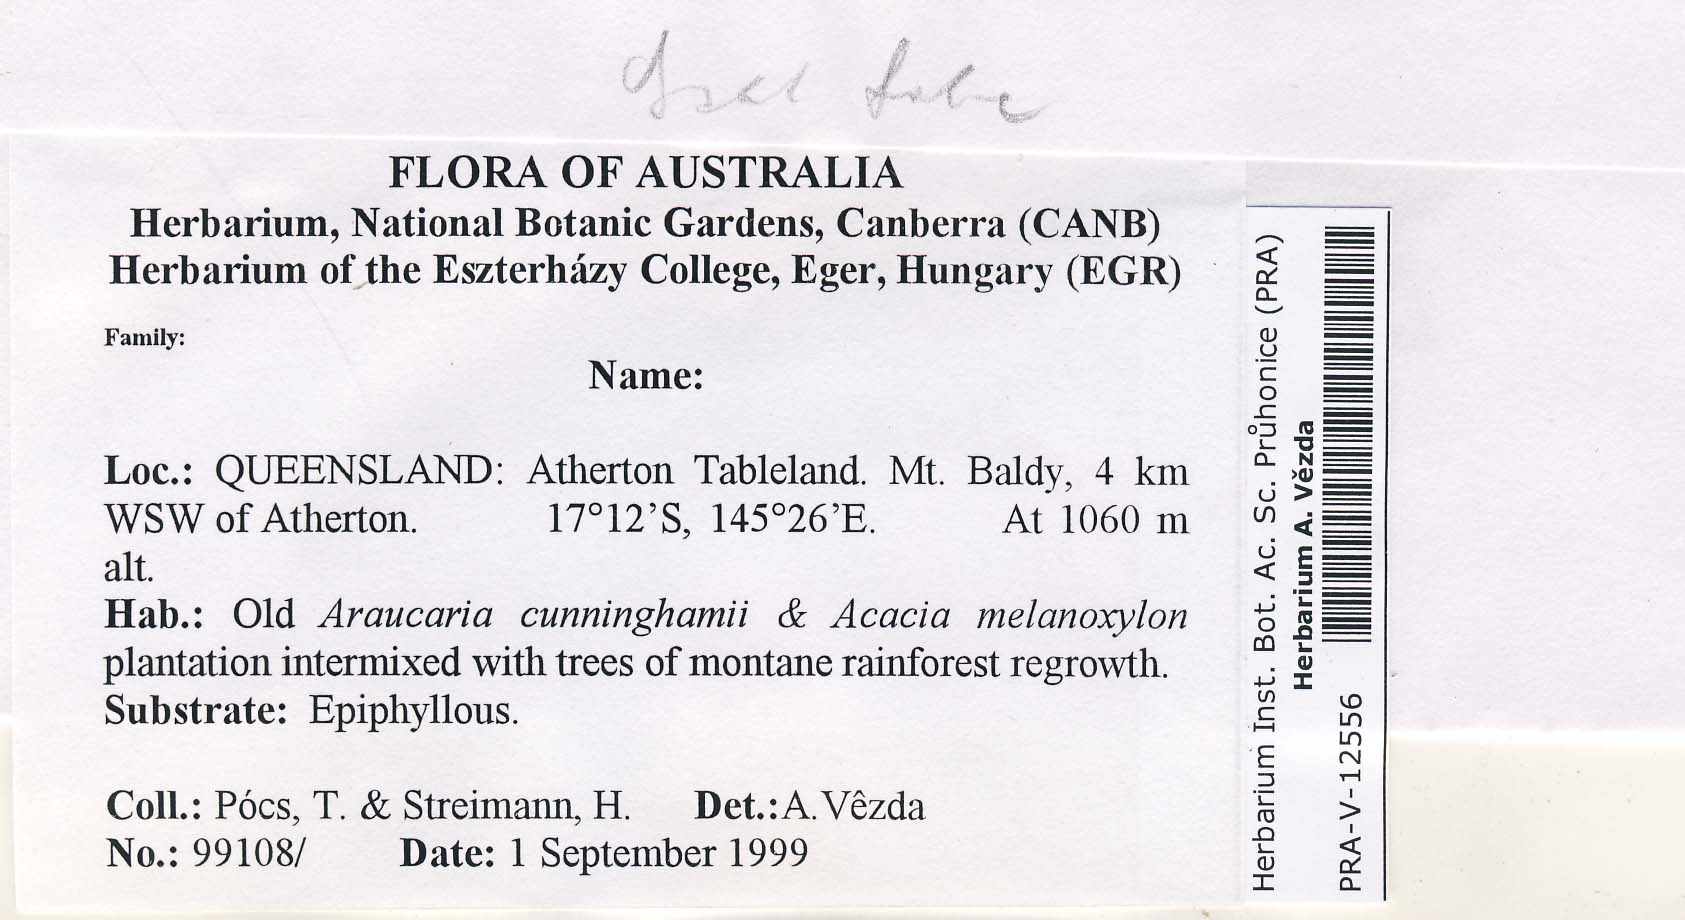 FLORA OF AUSTRALIA
Herbarium, National Botanic Gardens, Canberra (CANB)
Herbarium of the Eszterházy College, Eger, Hungary (EGR)
Family:
Name:
Loc.: QUEENSLAND: Atherton Tableland. Mt. Baldy, 4 km
WSW of Atherton. 17°12’S, 145°26’E. At 1060 m
alt.
Hab.: Old Araucaria cunninghamii & Acacia melanoxylon
plantation intermixed with trees of montane rainforest regrowth.
Substrate: Epiphyllous.
Coll.: Pócs, T. & Streimann, H. Det.:A.Vêzda
No.: 99108/ Date: 1 September 1999
Herbarium Inst. Bot. Ac. Sc. Průhonice (PRA)
Herbarium A. Vězda
PRA-V-12556